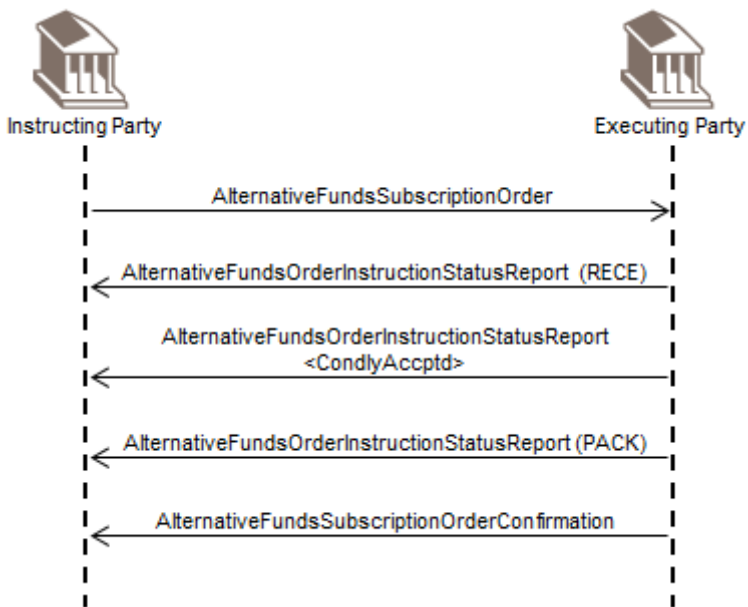 Instructing Party
Executing Party
AlternativeFundsSubscriptionOrder
AlternativeFundsOrderInstructionStatusReport (RECE)
AlternativeFundsOrderInstructionStatusReport
<CondlyAccptd>
AlternativeFundsOrderInstructionStatusReport (PACK)
AlternativeFundsSubscriptionOrderConfirmation